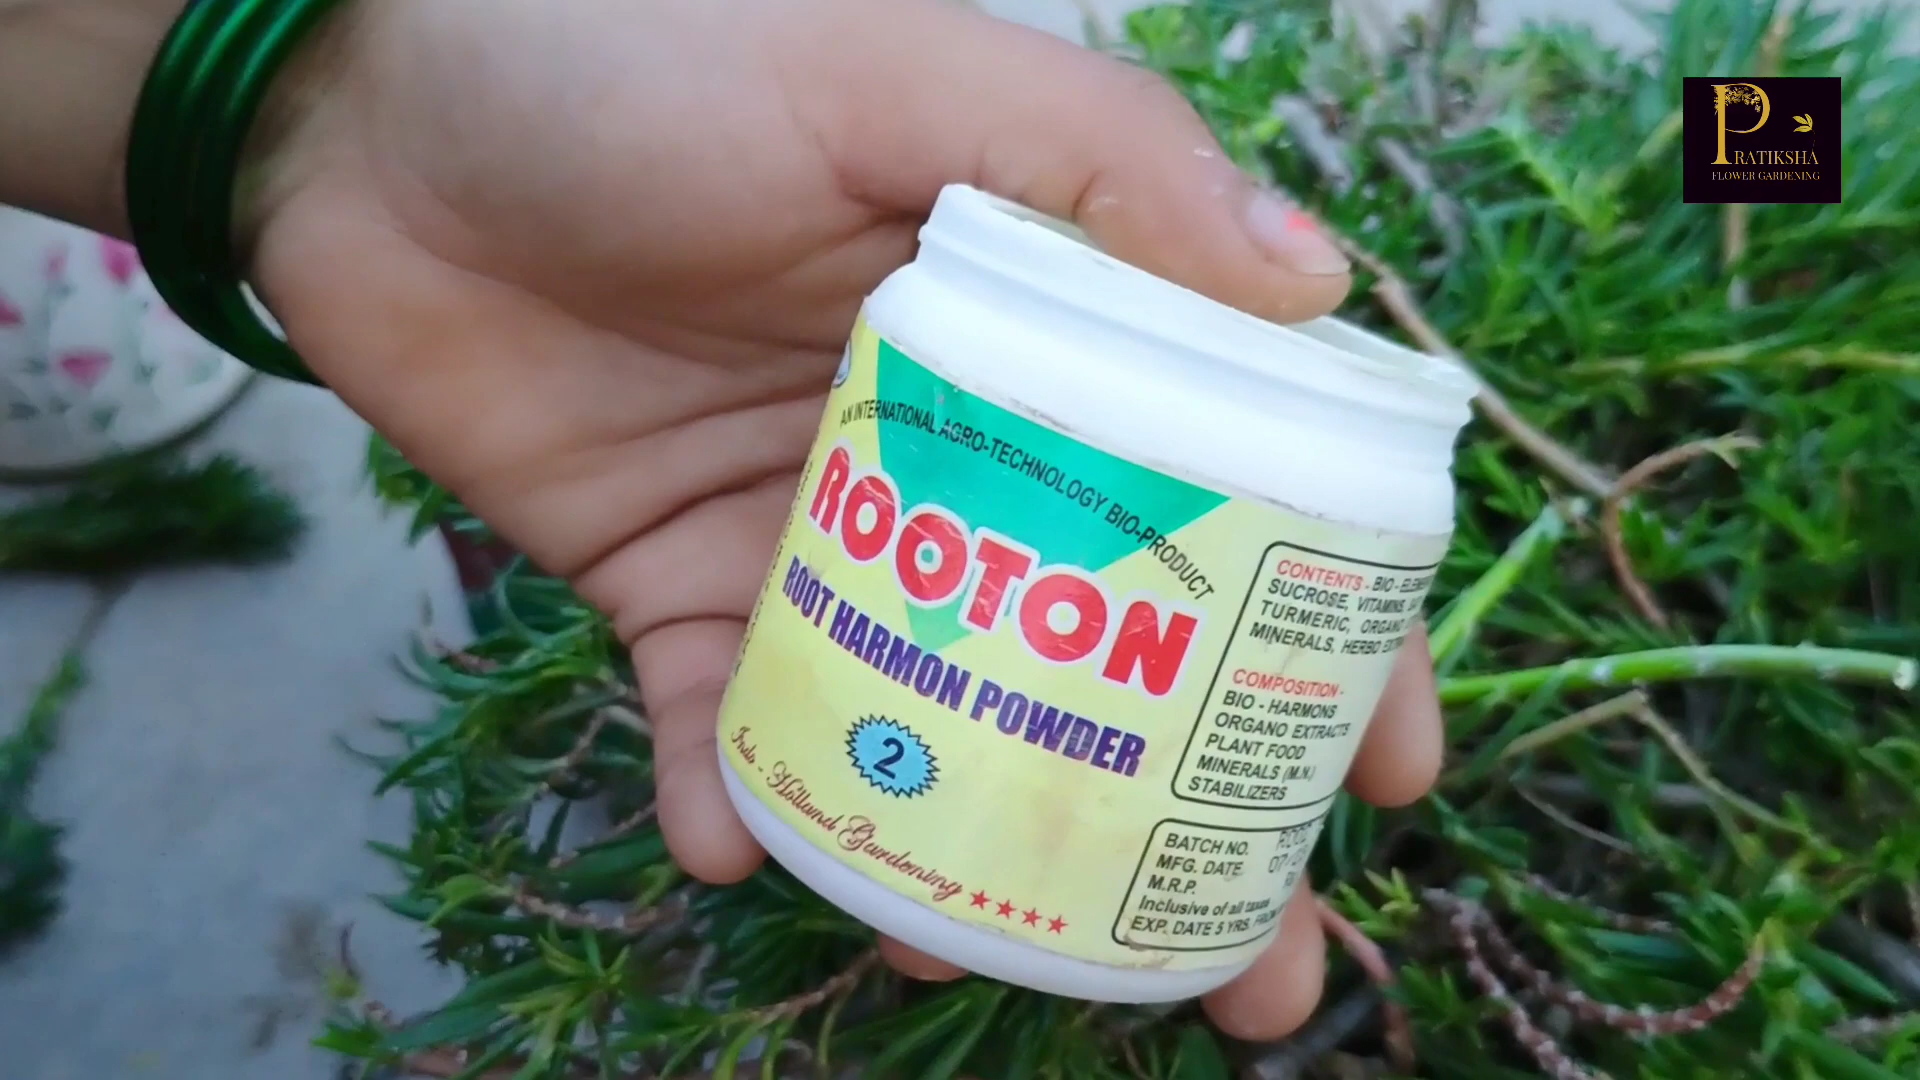 PRATIKSHA
FLOWER GARDENING
AN INTERNATIONAL AGRO-TECHNOLOGY BIO-PRODUCT
ROOTON
ROOT HARMON POWDER
2
Indo - Holland Gardening
CONTENTS - BIO -
SUCROSE, VITAMINS,
TURMERIC, ORGANO
MINERALS, HERBO
COMPOSITION -
BIO - HARMONS
ORGANO EXTRACTS
PLANT FOOD
MINERALS (M.N.)
STABILIZERS
BATCH NO.
MFG. DATE.
M.R.P.
Inclusive of all taxes
EXP. DATE 5 YRS.